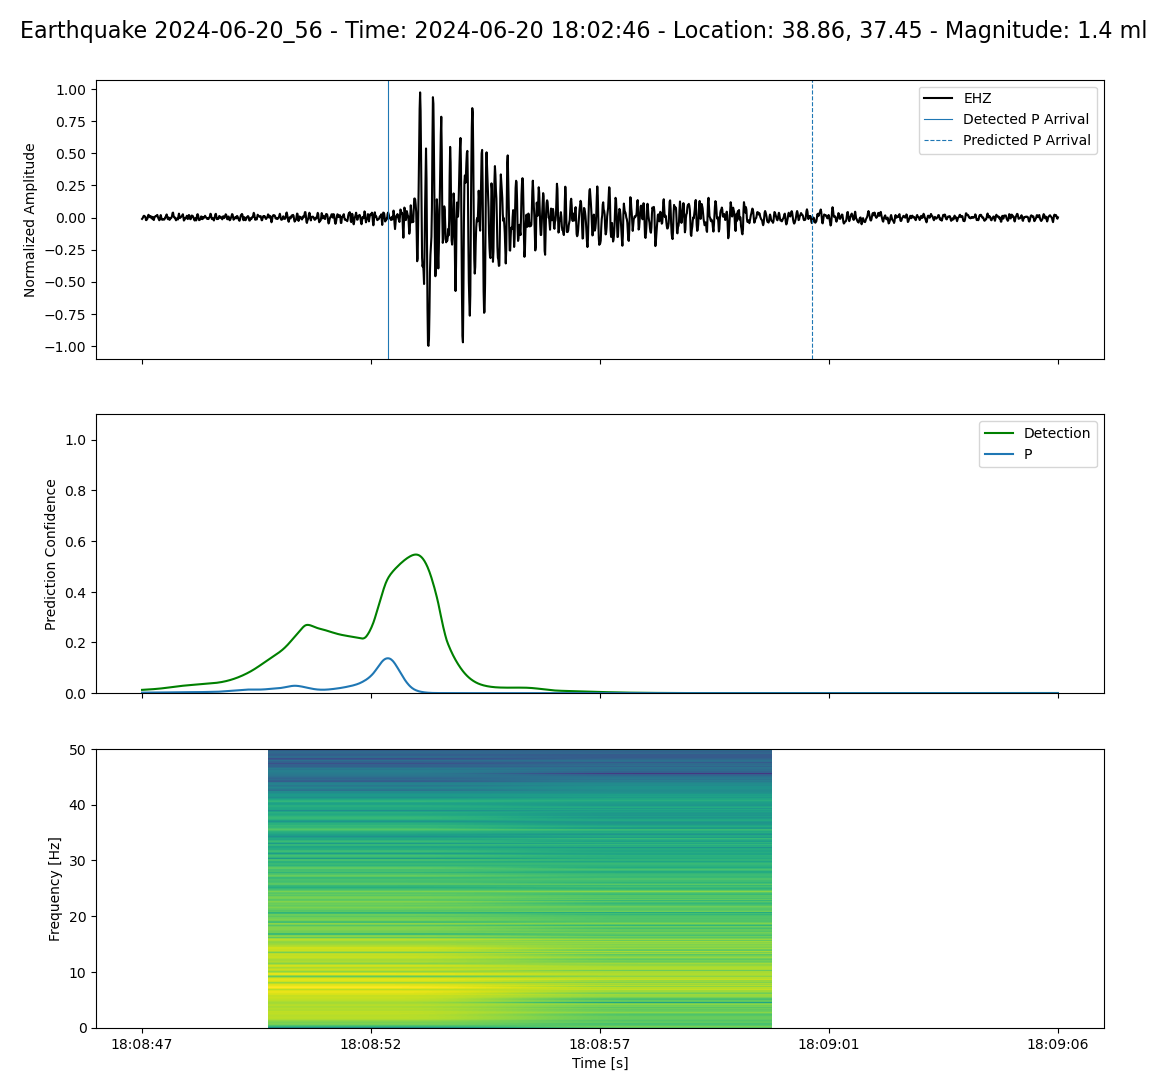 Earthquake 2024-06-20_56 - Time: 2024-06-20 18:02:46 - Location: 38.86, 37.45 - Magnitude: 1.4 ml
Normalized Amplitude
1.00
0.75
0.50
0.25
0.00
−0.25
−0.50
−0.75
−1.00
EHZ
Detected P Arrival
Predicted P Arrival
Prediction Confidence
1.0
0.8
0.6
0.4
0.2
0.0
Detection
P
Frequency [Hz]
50
40
30
20
10
0
18:08:47 18:08:52 18:08:57 18:09:01 18:09:06
Time [s]